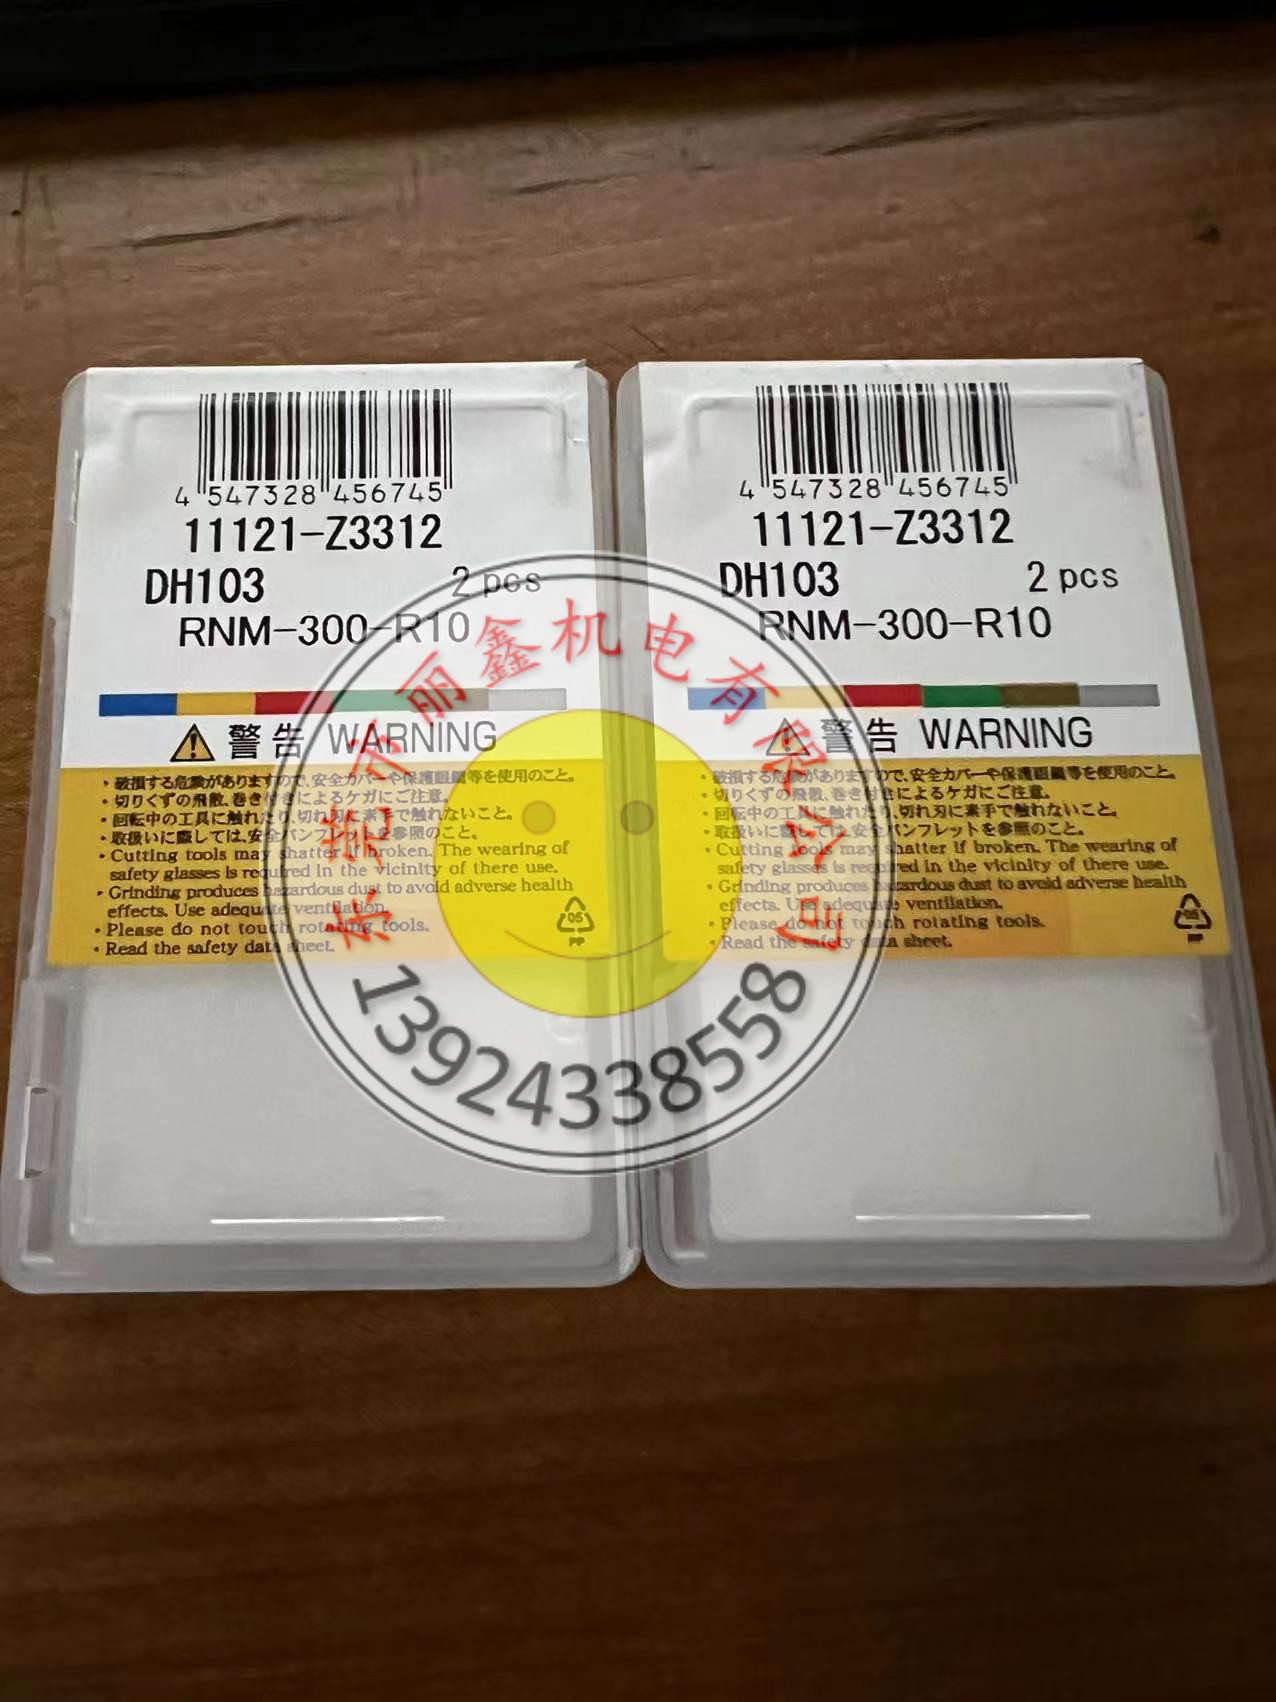 4 547328 456745
11121-Z3312
DH103 2 pcs
RNM-300-R10
警告 WARNING
・破損する危険がありますので、安全カバーや保護眼鏡等を使用のこと。
・切りくずの飛散、巻き付きによるケガにご注意。
・回転中の工具に触れたり、切れ刃に素手で触れないこと。
・取扱いに際しては、安全パンフレットを参照のこと。
・Cutting tools may shatter if broken. The wearing of
safety glasses is required in the vicinity of there use.
・Grinding produces hazardous dust to avoid adverse health
effects. Use adequate ventilation.
・Please do not touch rotating tools.
・Read the safety data sheet.
05
PP
4 547328 456745
11121-Z3312
DH103 2 pcs
RNM-300-R10
警告 WARNING
・破損する危険がありますので、安全カバーや保護眼鏡等を使用のこと。
・切りくずの飛散、巻き付きによるケガにご注意。
・回転中の工具に触れたり、切れ刃に素手で触れないこと。
・取扱いに際しては、安全パンフレットを参照のこと。
・Cutting tools may shatter if broken. The wearing of
safety glasses is required in the vicinity of there use.
・Grinding produces hazardous dust to avoid adverse health
effects. Use adequate ventilation.
・Please do not touch rotating tools.
・Read the safety data sheet.
05
PP
东莞市丽鑫机电有限公司
13924338558